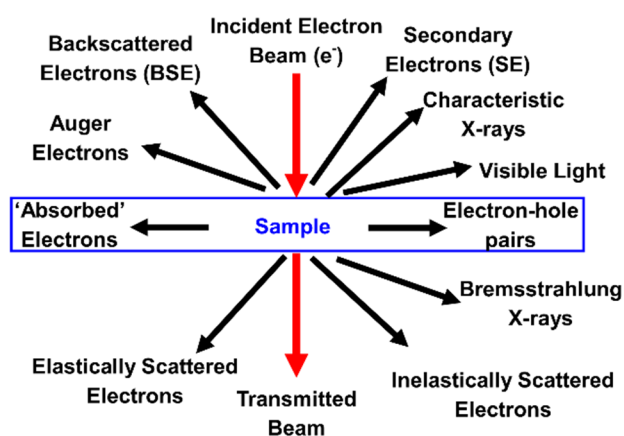 Incident Electron
Beam (e-)
Backscattered
Electrons (BSE)
Secondary
Electrons (SE)
Auger
Electrons
Characteristic
X-rays
Visible Light
'Absorbed'
Electrons
Sample
Electron-hole
pairs
Bremsstrahlung
X-rays
Elastically Scattered
Electrons
Transmitted
Beam
Inelastically Scattered
Electrons